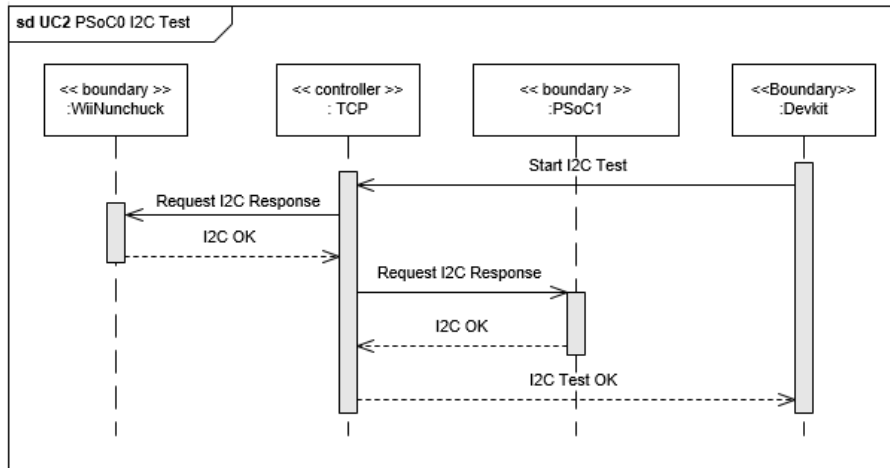 sd UC2 PSoC0 I2C Test
<< boundary >>
:WiiNunchuck
<< controller >>
: TCP
<< boundary >>
:PSoC1
<<Boundary>>
:Devkit
Start I2C Test
Request I2C Response
I2C OK
Request I2C Response
I2C OK
I2C Test OK